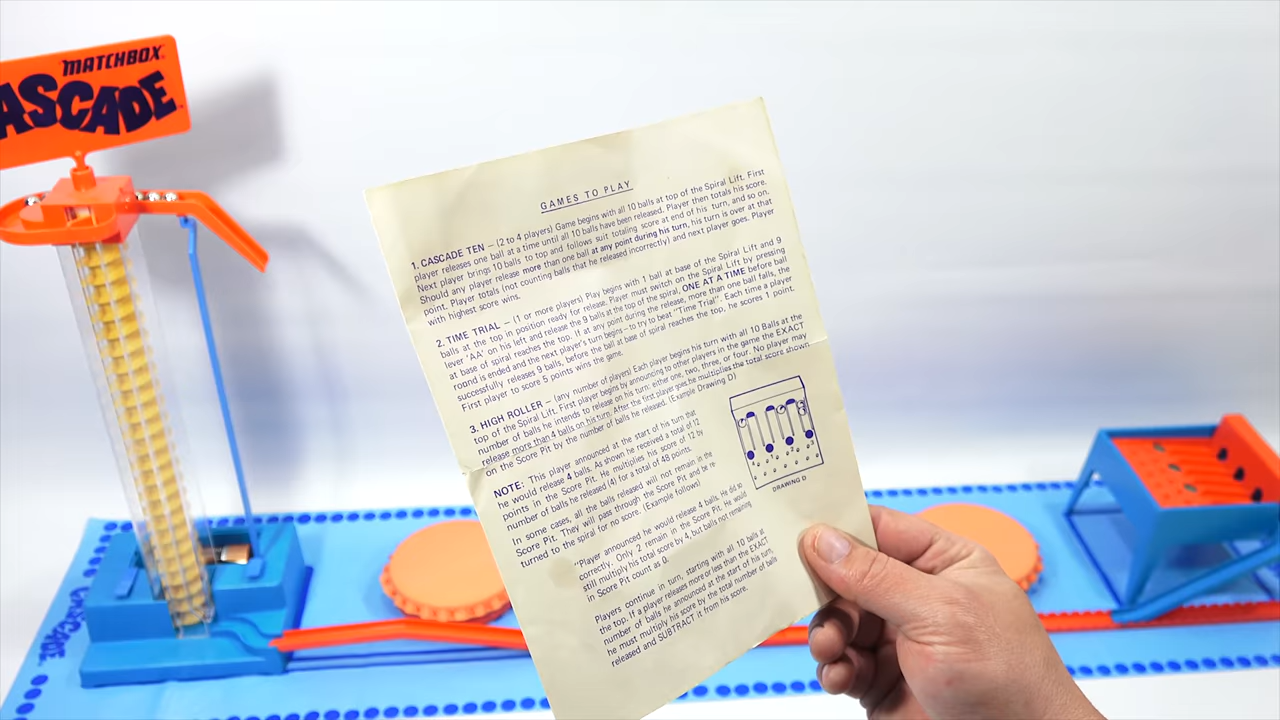 MATCHBOX
ASCADE
GAMES TO PLAY
1. CASCADE TEN – (2 to 4 players) Game begins with all 10 balls at top of the Spiral Lift. First
player releases one ball at a time until all 10 balls have been released. Player then totals his score.
Next player brings 10 balls to top and follows suit totaling score at end of his turn, and so on.
Should any player release more than one ball at any point during his turn, his turn is over at that
point. Player totals (not counting balls that he released incorrectly) and next player goes. Player
with highest score wins.
2. TIME TRIAL – (1 or more players) Play begins with 1 ball at base of the Spiral Lift and 9
balls at the top in position ready for release. Player must switch on the Spiral Lift by pressing
lever 'AA' on his left and release the 9 balls at the top of the spiral, ONE AT A TIME before ball
at base of spiral reaches the top. If at any point during the release, more than one ball falls, the
round is ended and the next player's turn begins – to try to beat "Time Trial". Each time a player
successfully releases 9 balls, before the ball at base of spiral reaches the top, he scores 1 point.
First player to score 5 points wins the game.
3. HIGH ROLLER – (any number of players) Each player begins his turn with all 10 Balls at the
top of the Spiral Lift. First player begins by announcing to other players in the game the EXACT
number of balls he intends to release on his turn: either one, two, three, or four. No player may
release more than 4 balls on his turn. After the first player goes he multiplies the total score shown
on the Score Pit by the number of balls he released. (Example Drawing D)
NOTE: This player announced at the start of his turn that
he would release 4 balls. As shown he received a total of 12
points in the Score Pit. He multiplies his score of 12 by
number of balls he released (4) for a total of 48 points.
In some cases, all the balls released will not remain in the
Score Pit. They will pass through the Score Pit and be re-
turned to the spiral for no score. (Example follows)
"Player announced he would release 4 balls. He did so
correctly. Only 2 remain in the Score Pit. He would
still multiply his total score by 4, but balls not remaining
in Score Pit count as 0.
Players continue in turn, starting with all 10 balls at
the top. If a player releases more or less than the EXACT
number of balls he announced at the start of his turn,
he must multiply his score by the total number of balls
released and SUBTRACT it from his score.
DRAWING D
CASCADE